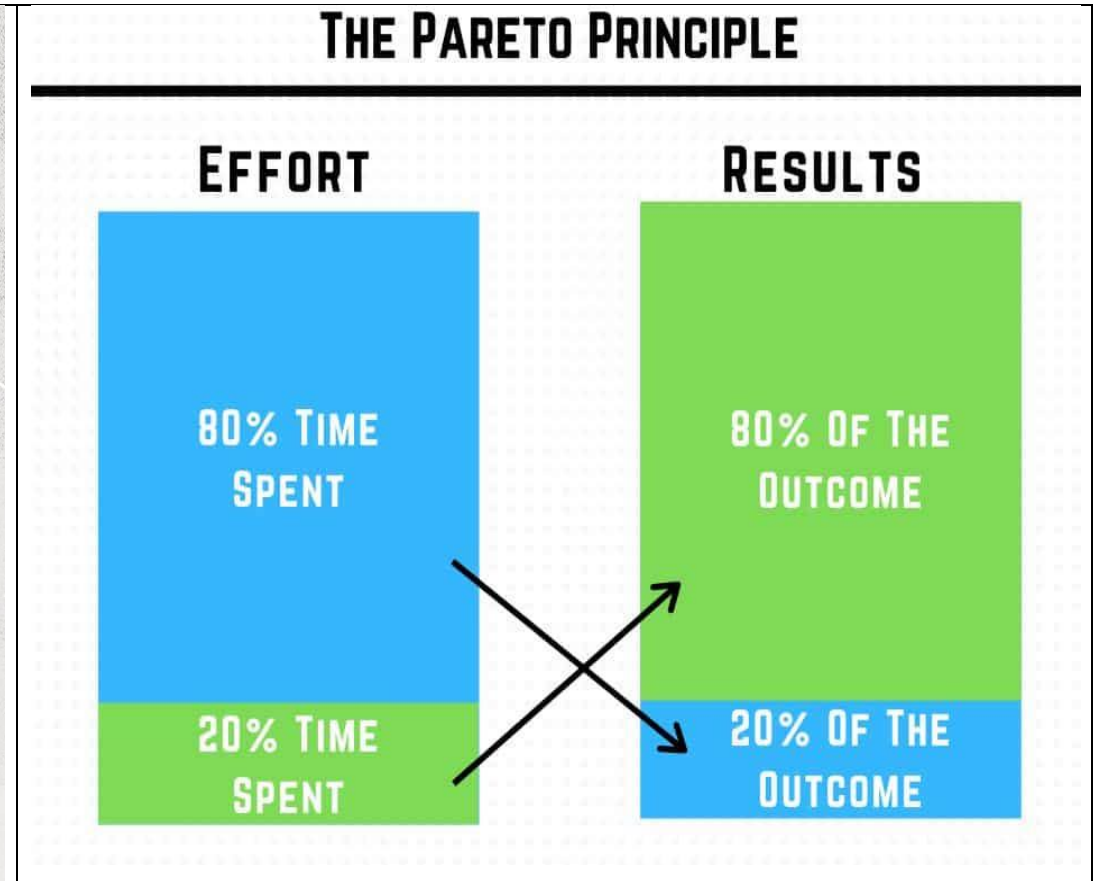 The Pareto Principle
Effort
Results
80% Time
Spent
80% Of The
Outcome
20% Time
Spent
20% Of The
Outcome